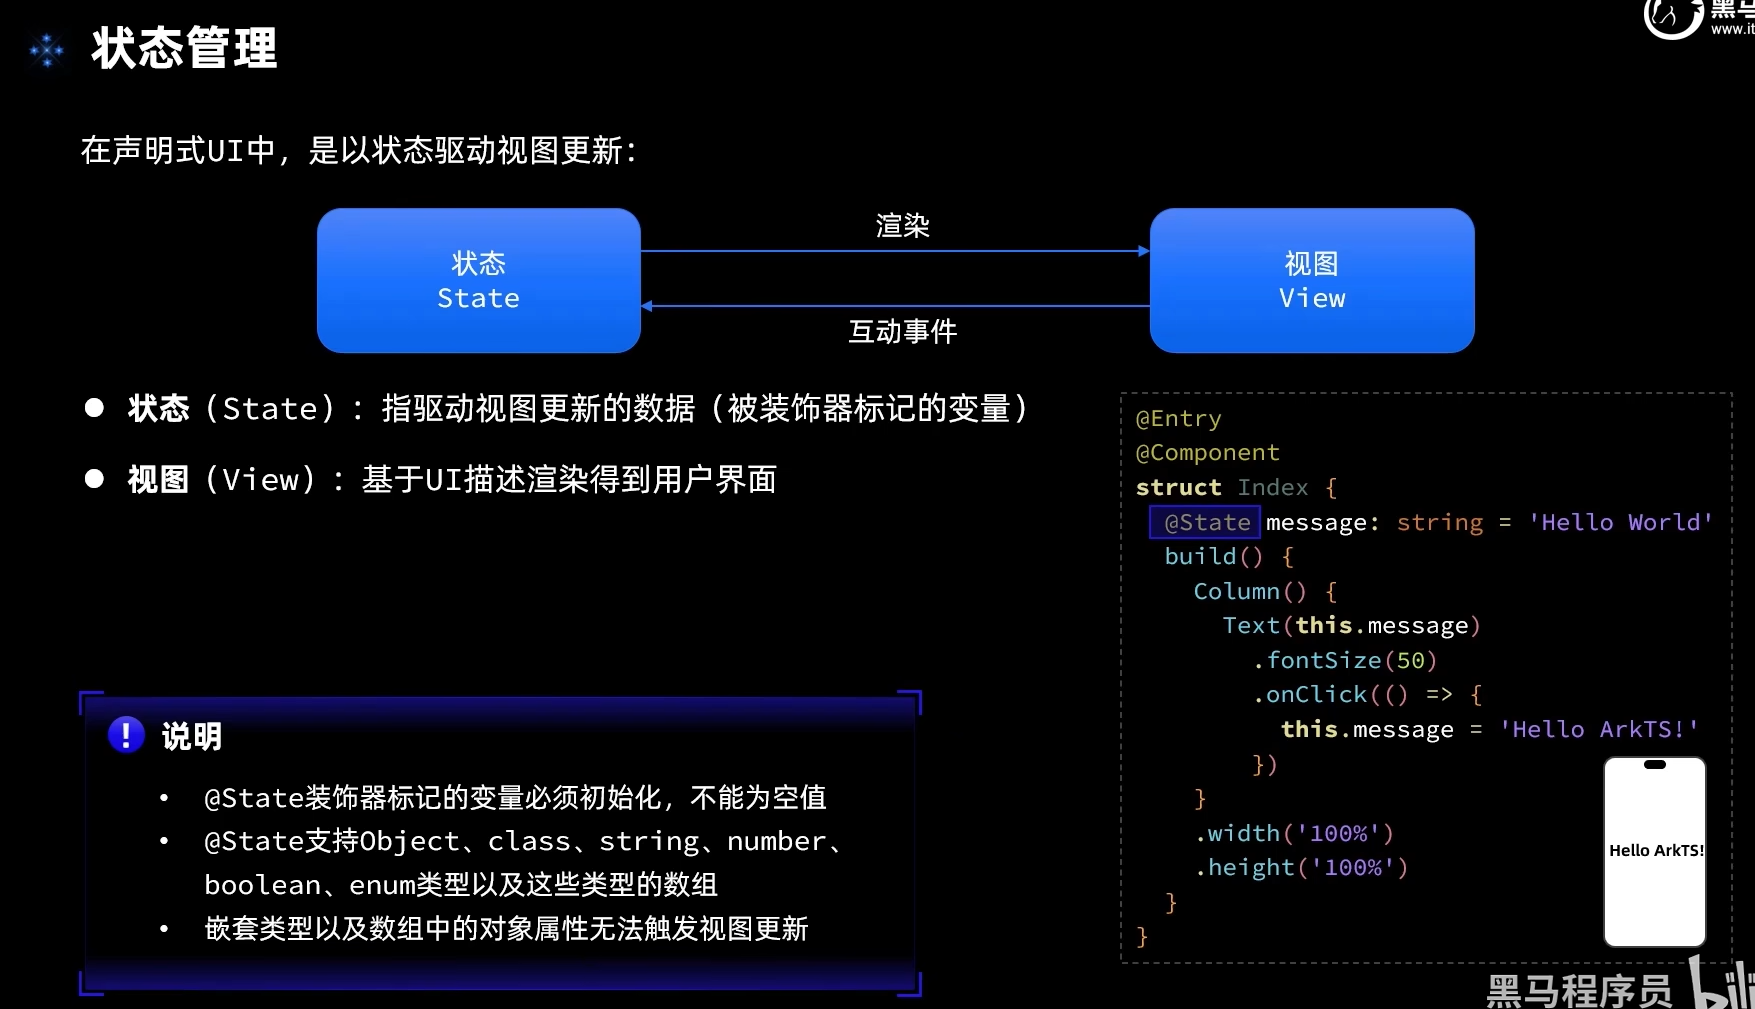 状态管理
在声明式UI中，是以状态驱动视图更新：
状态
State
渲染
互动事件
视图
View
● 状态（State）：指驱动视图更新的数据（被装饰器标记的变量）
● 视图（View）：基于UI描述渲染得到用户界面
@Entry
@Component
struct Index {
@State message: string = 'Hello World'
build() {
Column() {
Text(this.message)
.fontSize(50)
.onClick(() => {
this.message = 'Hello ArkTS!'
})
}
.width('100%')
.height('100%')
}
}
Hello ArkTS!
! 说明
• @State装饰器标记的变量必须初始化，不能为空值
• @State支持Object、class、string、number、
boolean、enum类型以及这些类型的数组
• 嵌套类型以及数组中的对象属性无法触发视图更新
黑马
www.it
黑马程序员
bili